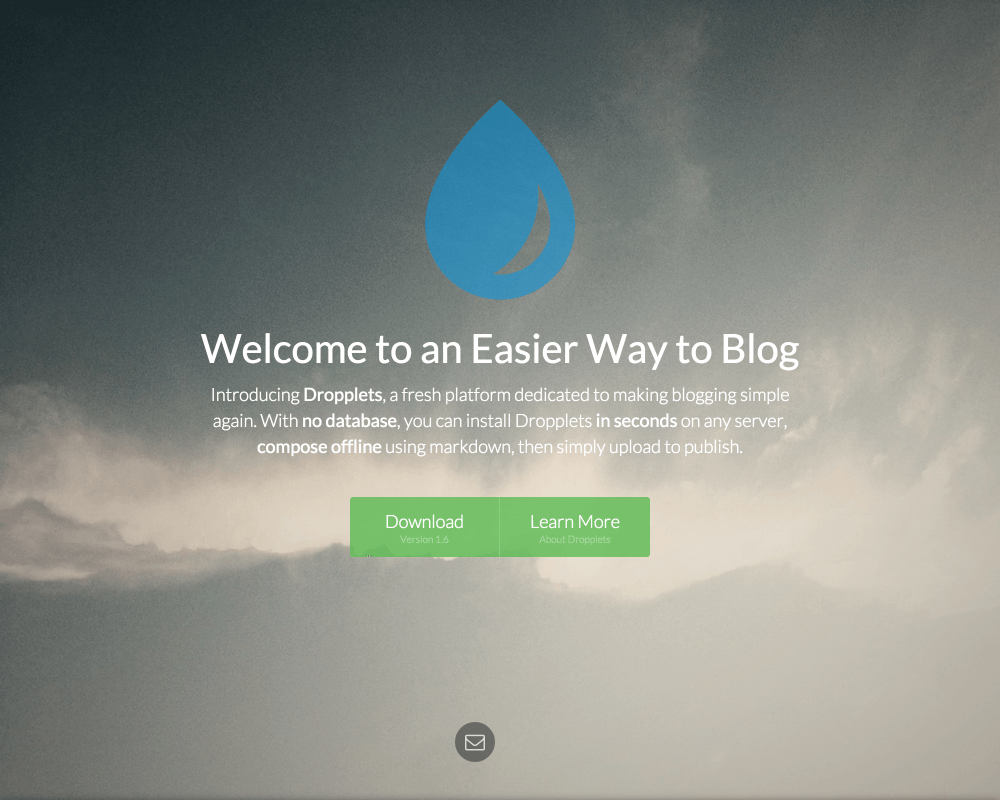 Welcome to an Easier Way to Blog
Introducing Dropplets, a fresh platform dedicated to making blogging simple
again. With no database, you can install Dropplets in seconds on any server,
compose offline using markdown, then simply upload to publish.
Download
Version 1.6
Learn More
About Dropplets